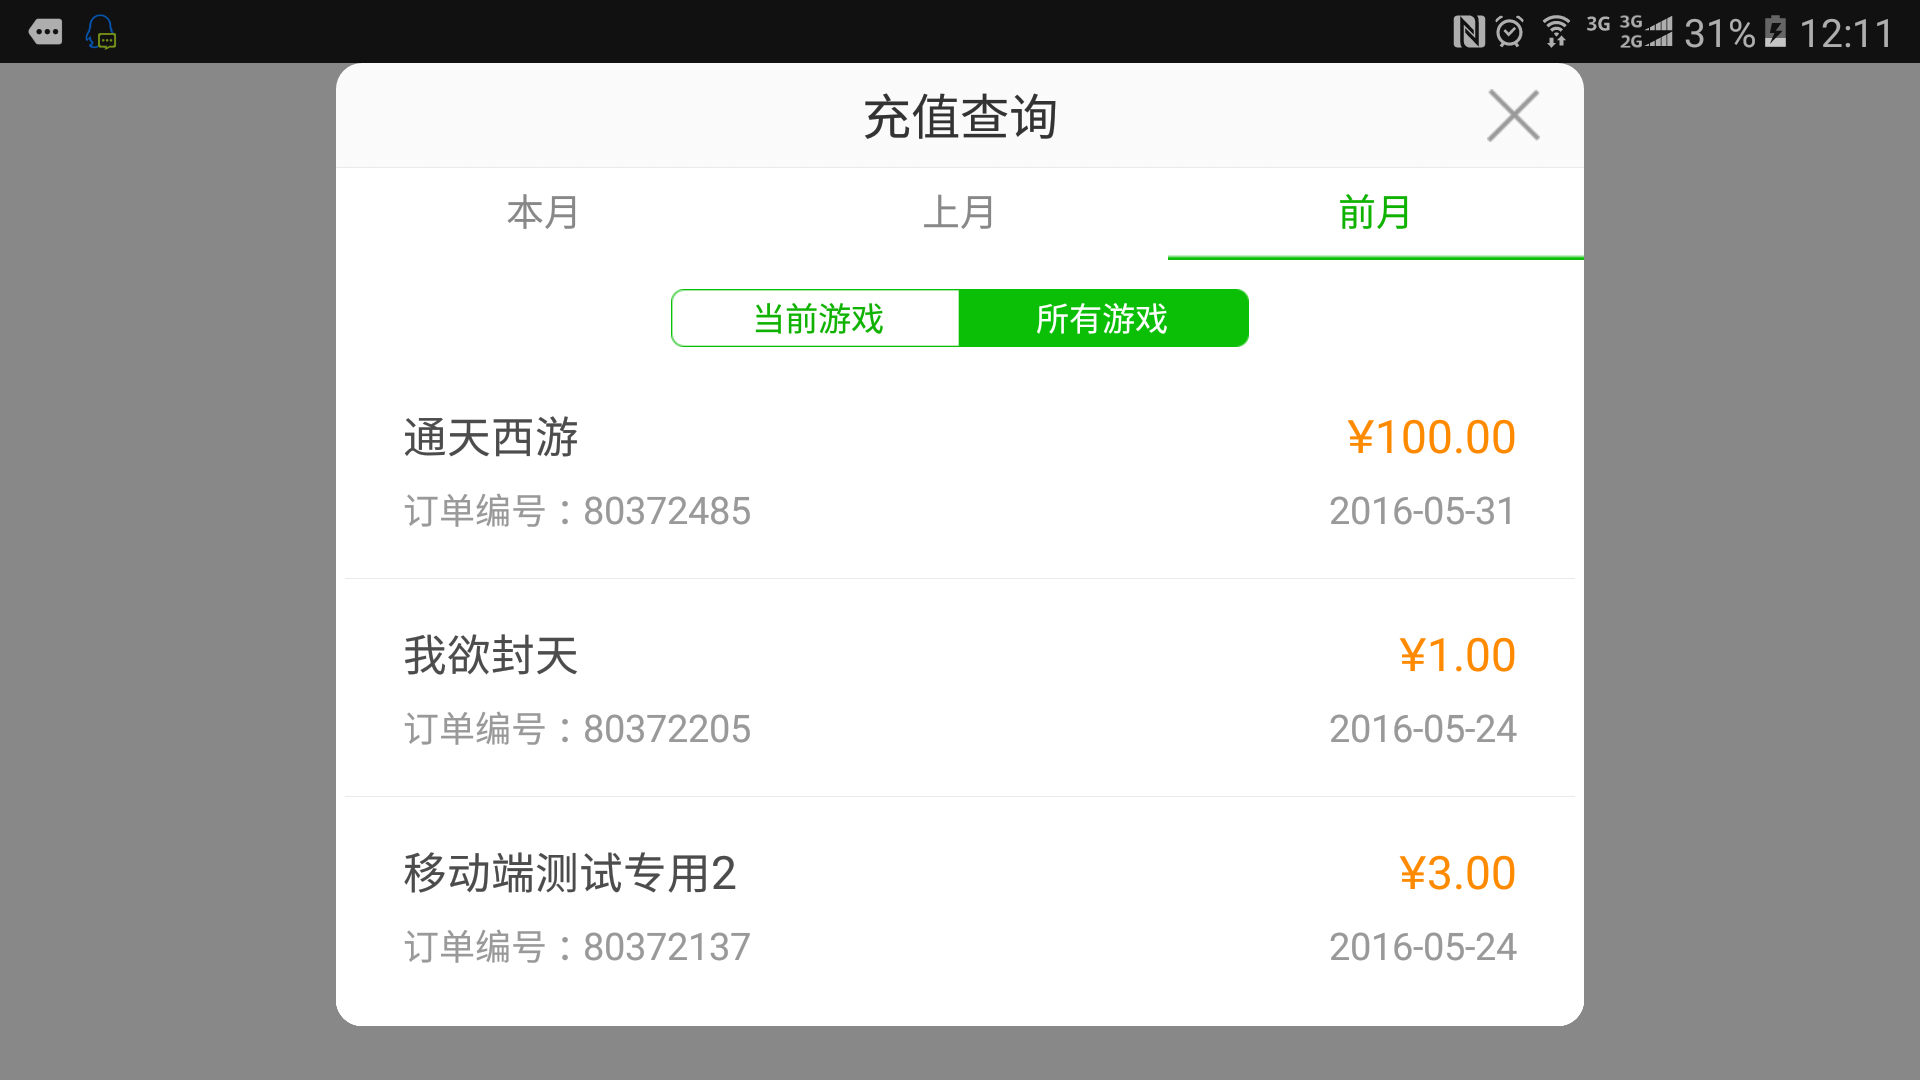 3G 3G 2G 31% 12:11
充值查询
本月 上月 前月
当前游戏 所有游戏
通天西游 ¥100.00
订单编号：80372485 2016-05-31
我欲封天 ¥1.00
订单编号：80372205 2016-05-24
移动端测试专用2 ¥3.00
订单编号：80372137 2016-05-24